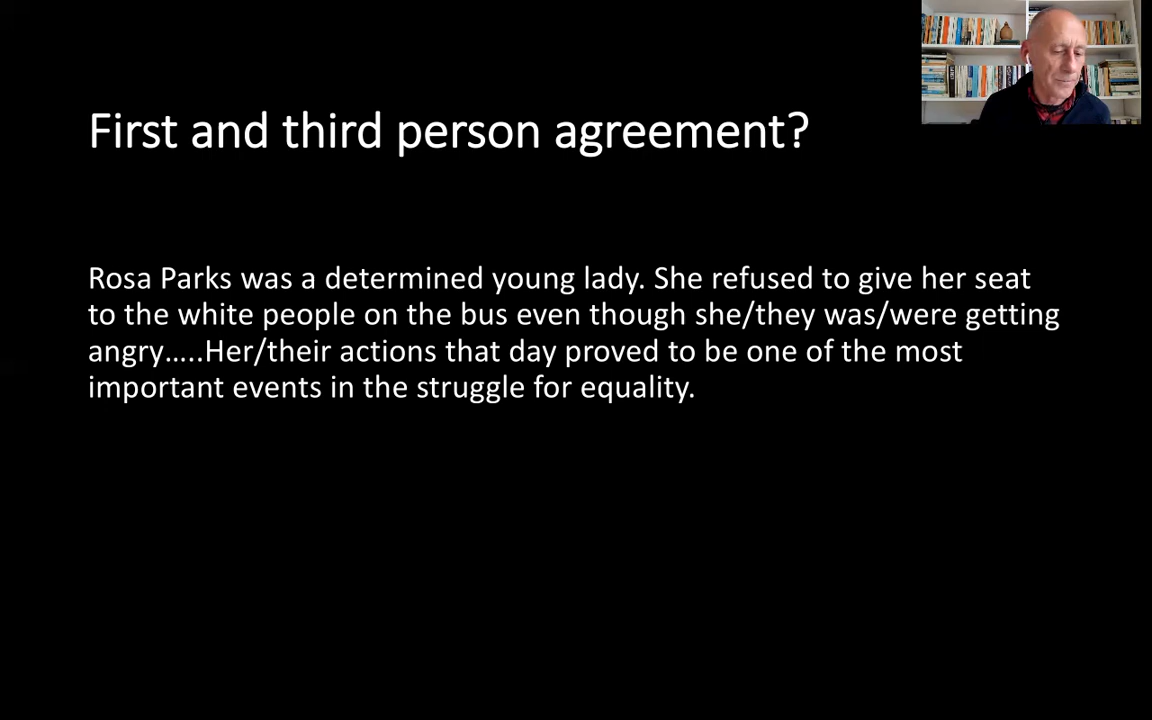 First and third person agreement?
Rosa Parks was a determined young lady. She refused to give her seat
to the white people on the bus even though she/they was/were getting
angry…..Her/their actions that day proved to be one of the most
important events in the struggle for equality.